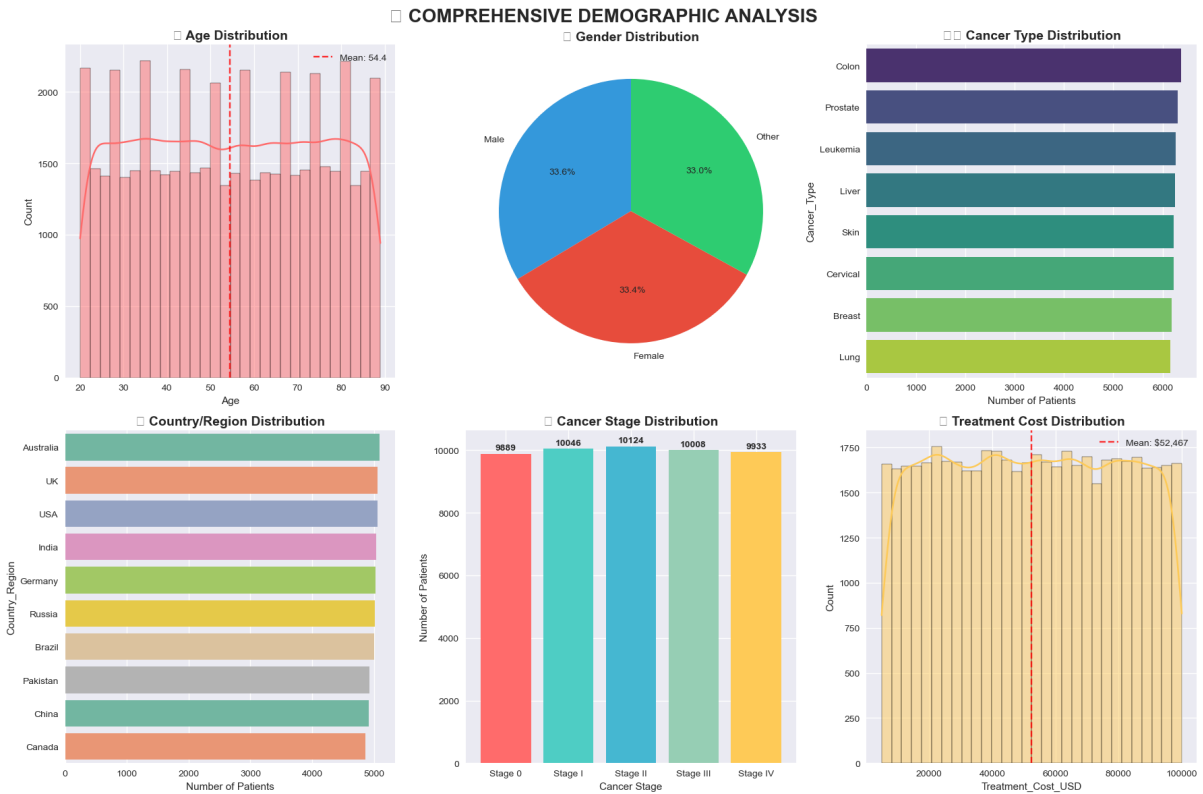 COMPREHENSIVE DEMOGRAPHIC ANALYSIS
Age Distribution
Mean: 54.4
Count
2000
1500
1000
500
0
20 30 40 50 60 70 80 90
Age
Gender Distribution
Male
Other
Female
33.6%
33.0%
33.4%
Cancer Type Distribution
Cancer_Type
Colon
Prostate
Leukemia
Liver
Skin
Cervical
Breast
Lung
0 1000 2000 3000 4000 5000 6000
Number of Patients
Country/Region Distribution
Country_Region
Australia
UK
USA
India
Germany
Russia
Brazil
Pakistan
China
Canada
0 1000 2000 3000 4000 5000
Number of Patients
Cancer Stage Distribution
Number of Patients
10000
8000
6000
4000
2000
0
9889 10046 10124 10008 9933
Stage 0 Stage I Stage II Stage III Stage IV
Cancer Stage
Treatment Cost Distribution
Mean: $52,467
Count
1750
1500
1250
1000
750
500
250
0
20000 40000 60000 80000 100000
Treatment_Cost_USD